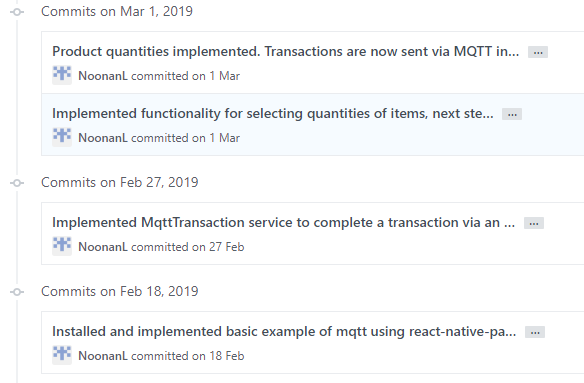 Commits on Mar 1, 2019
Product quantities implemented. Transactions are now sent via MQTT in... ...
NoonanL committed on 1 Mar
Implemented functionality for selecting quantities of items, next ste... ...
NoonanL committed on 1 Mar
Commits on Feb 27, 2019
Implemented MqttTransaction service to complete a transaction via an ... ...
NoonanL committed on 27 Feb
Commits on Feb 18, 2019
Installed and implemented basic example of mqtt using react-native-pa... ...
NoonanL committed on 18 Feb